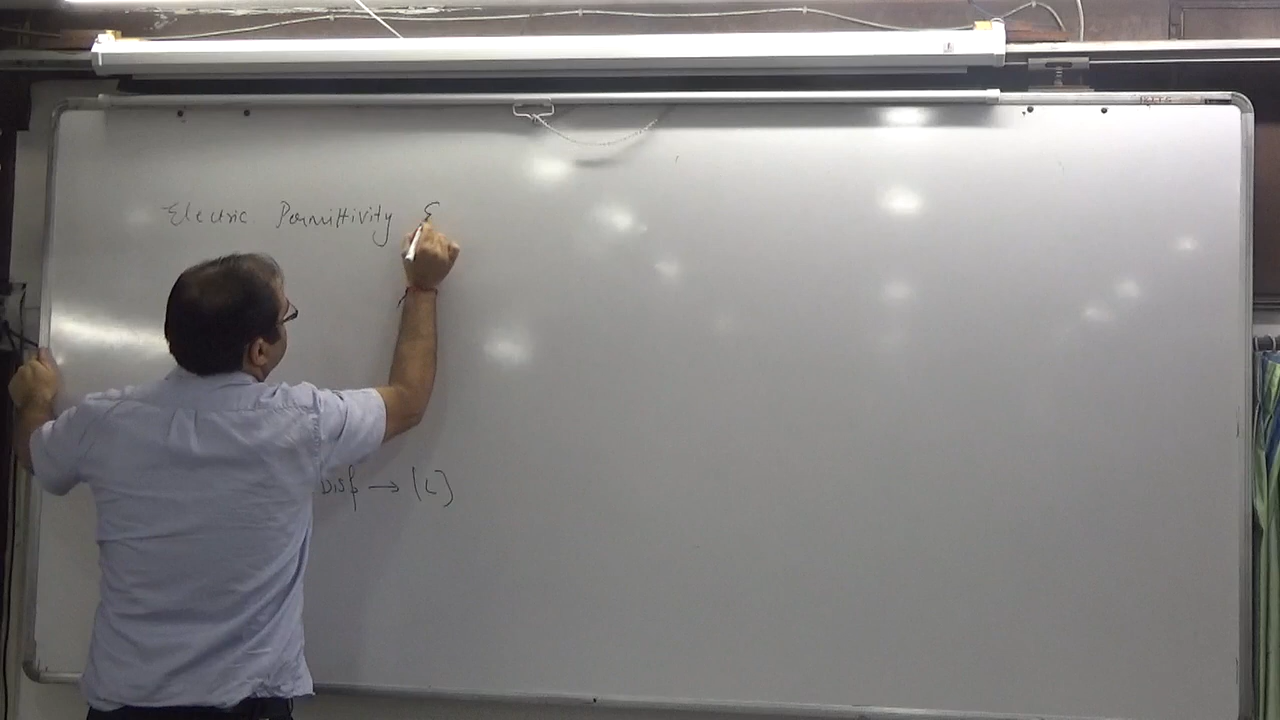 Electric Permittivity ε
Disp → [L]